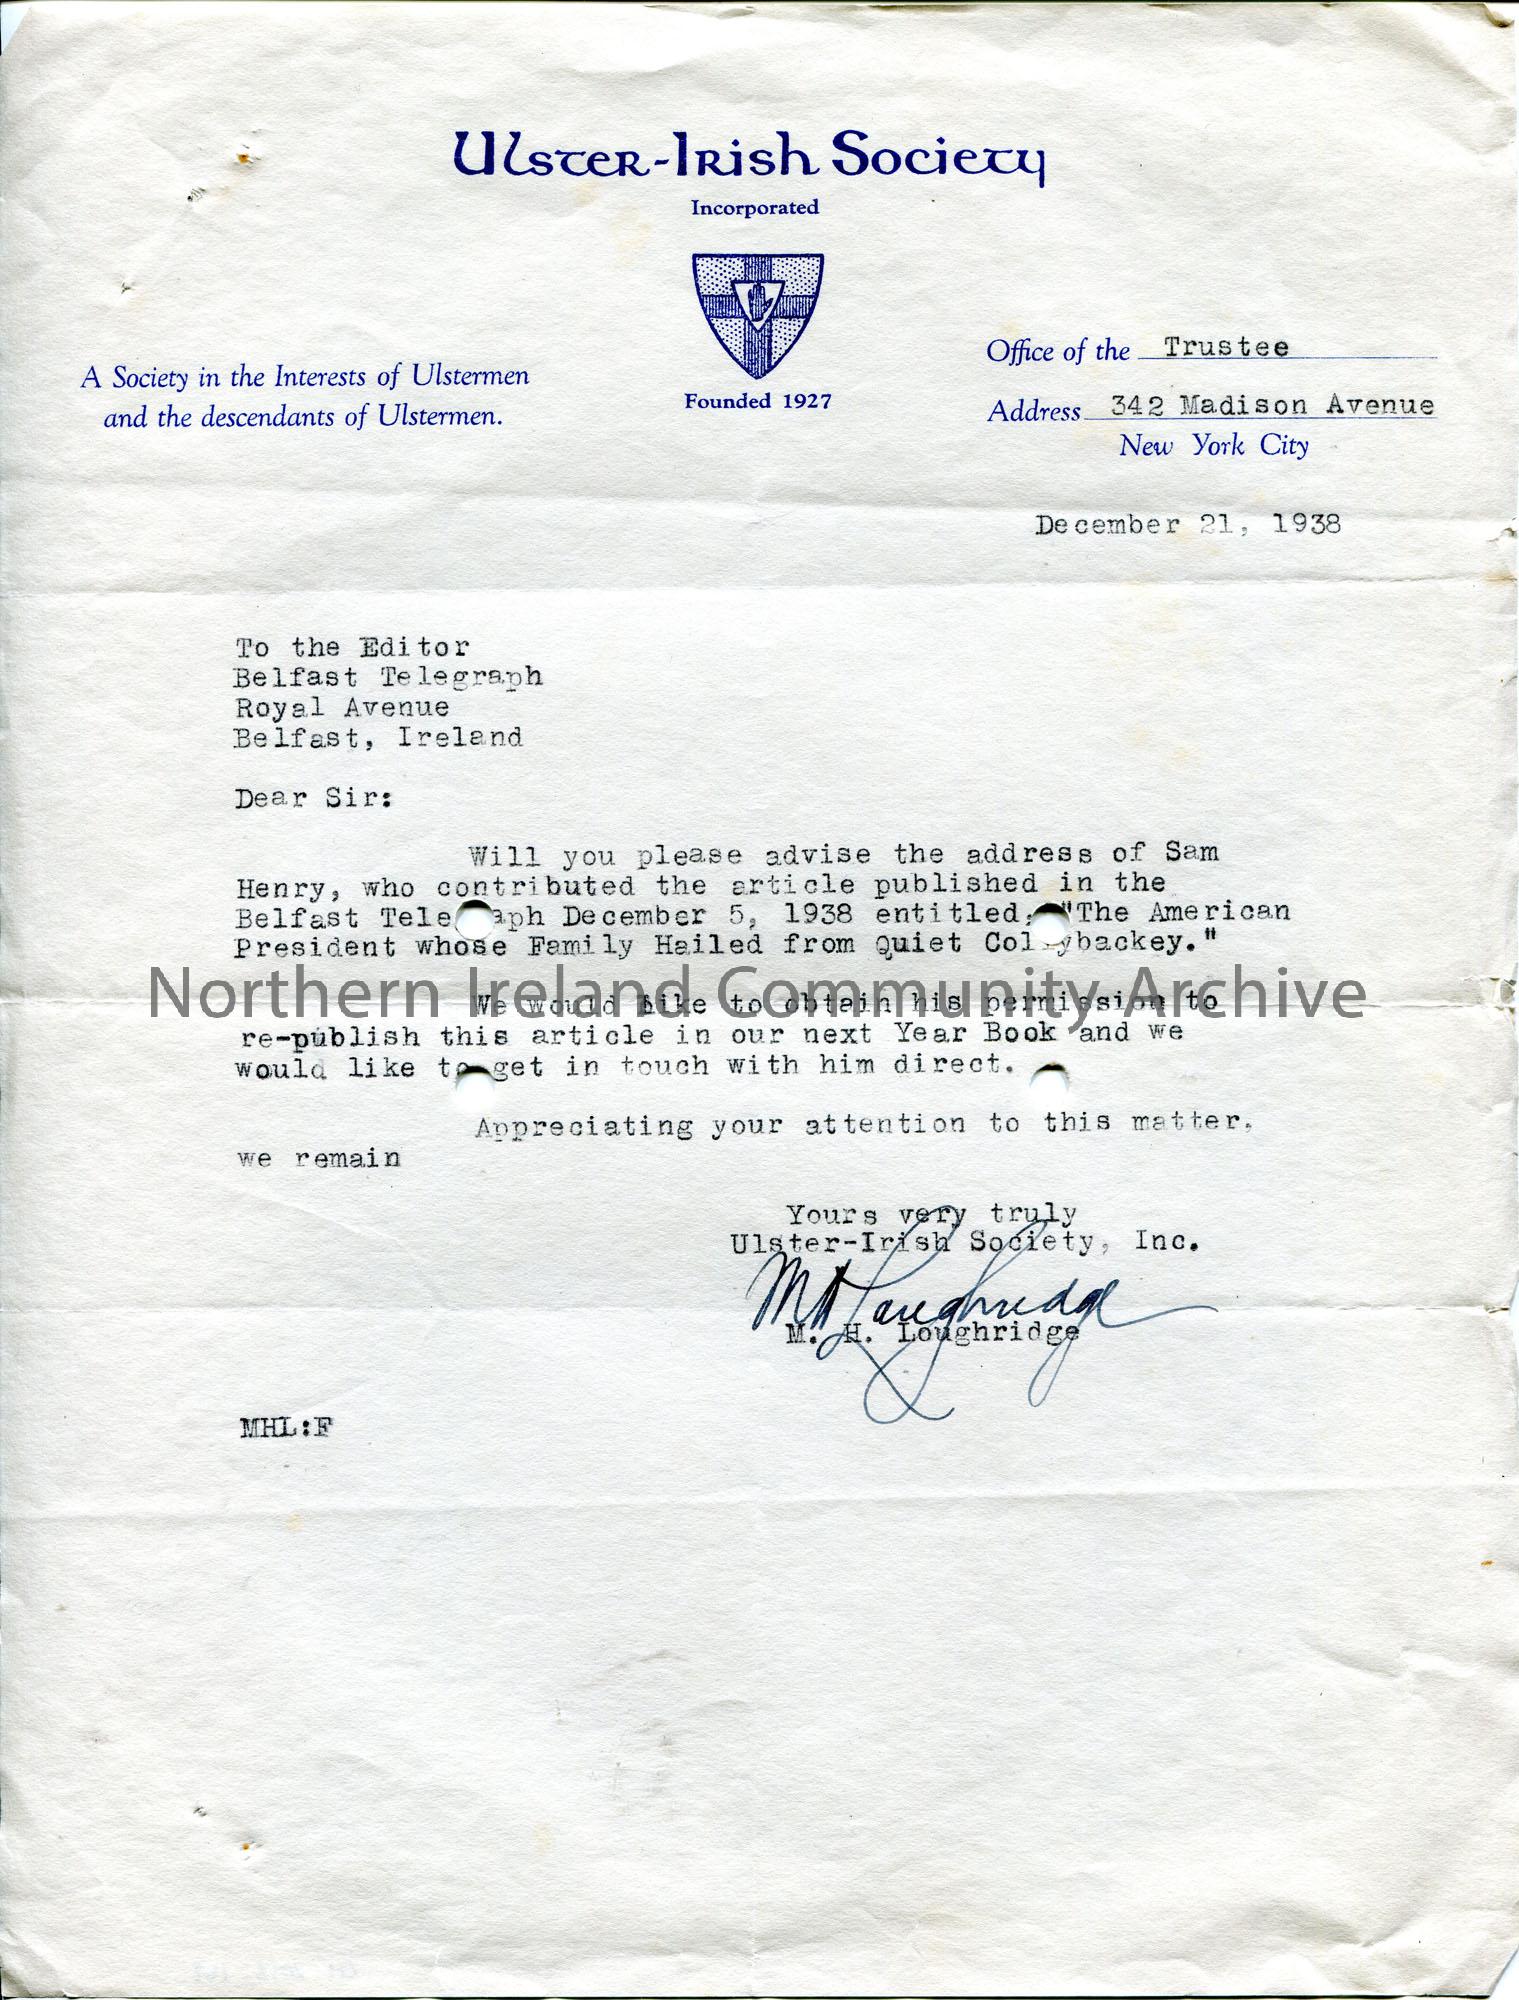 Ulster-Irish Society
Incorporated
Founded 1927
A Society in the Interests of Ulstermen
and the descendants of Ulstermen.
Office of the Trustee
Address 342 Madison Avenue
New York City
December 21, 1938
To the Editor
Belfast Telegraph
Royal Avenue
Belfast, Ireland
Dear Sir:
Will you please advise the address of Sam
Henry, who contributed the article published in the
Belfast Telegraph December 5, 1938 entitled, "The American
President whose Family Hailed from Quiet Collybackey."
Northern Ireland Community Archive
We would like to obtain his permission to
re-publish this article in our next Year Book and we
would like to get in touch with him direct.
Appreciating your attention to this matter,
we remain
Yours very truly
Ulster-Irish Society, Inc.
M H Loughridge
M. H. Loughridge
MHL:F